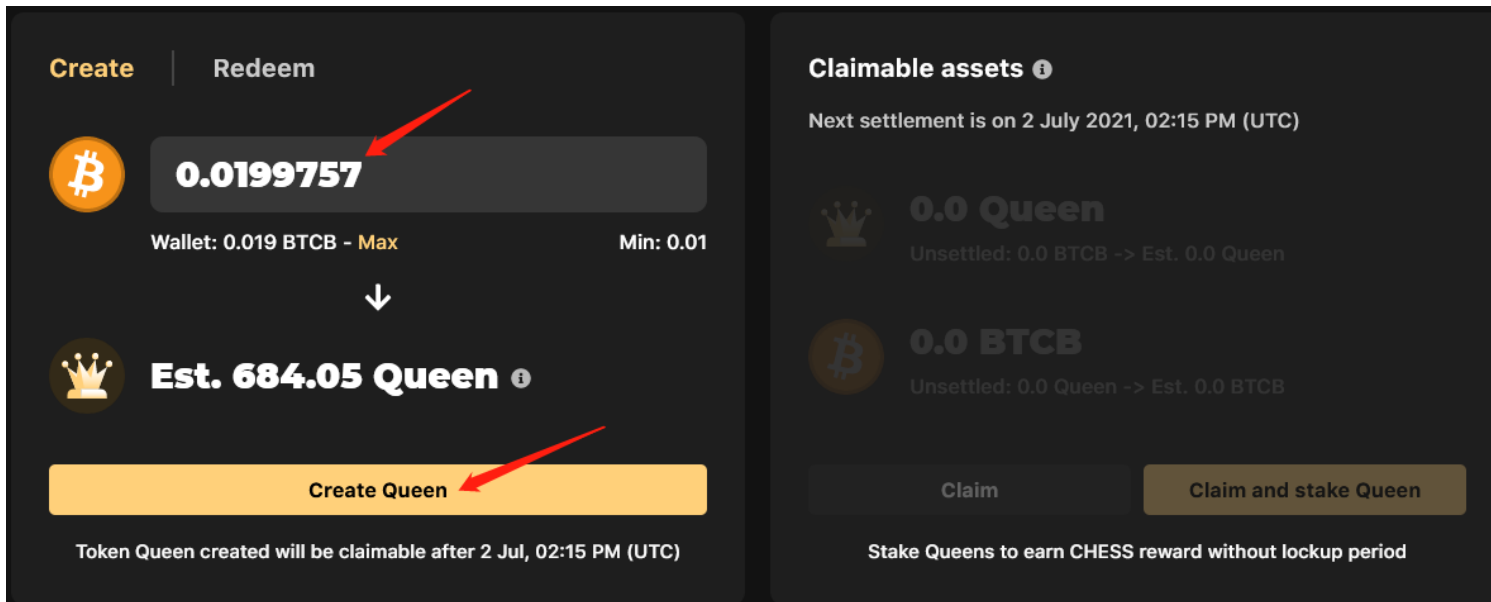 Create | Redeem
0.0199757
Wallet: 0.019 BTCB - Max
Min: 0.01
Est. 684.05 Queen
Create Queen
Token Queen created will be claimable after 2 Jul, 02:15 PM (UTC)
Claimable assets
Next settlement is on 2 July 2021, 02:15 PM (UTC)
0.0 Queen
Unsettled: 0.0 BTCB -> Est. 0.0 Queen
0.0 BTCB
Unsettled: 0.0 Queen -> Est. 0.0 BTCB
Claim
Claim and stake Queen
Stake Queens to earn CHESS reward without lockup period